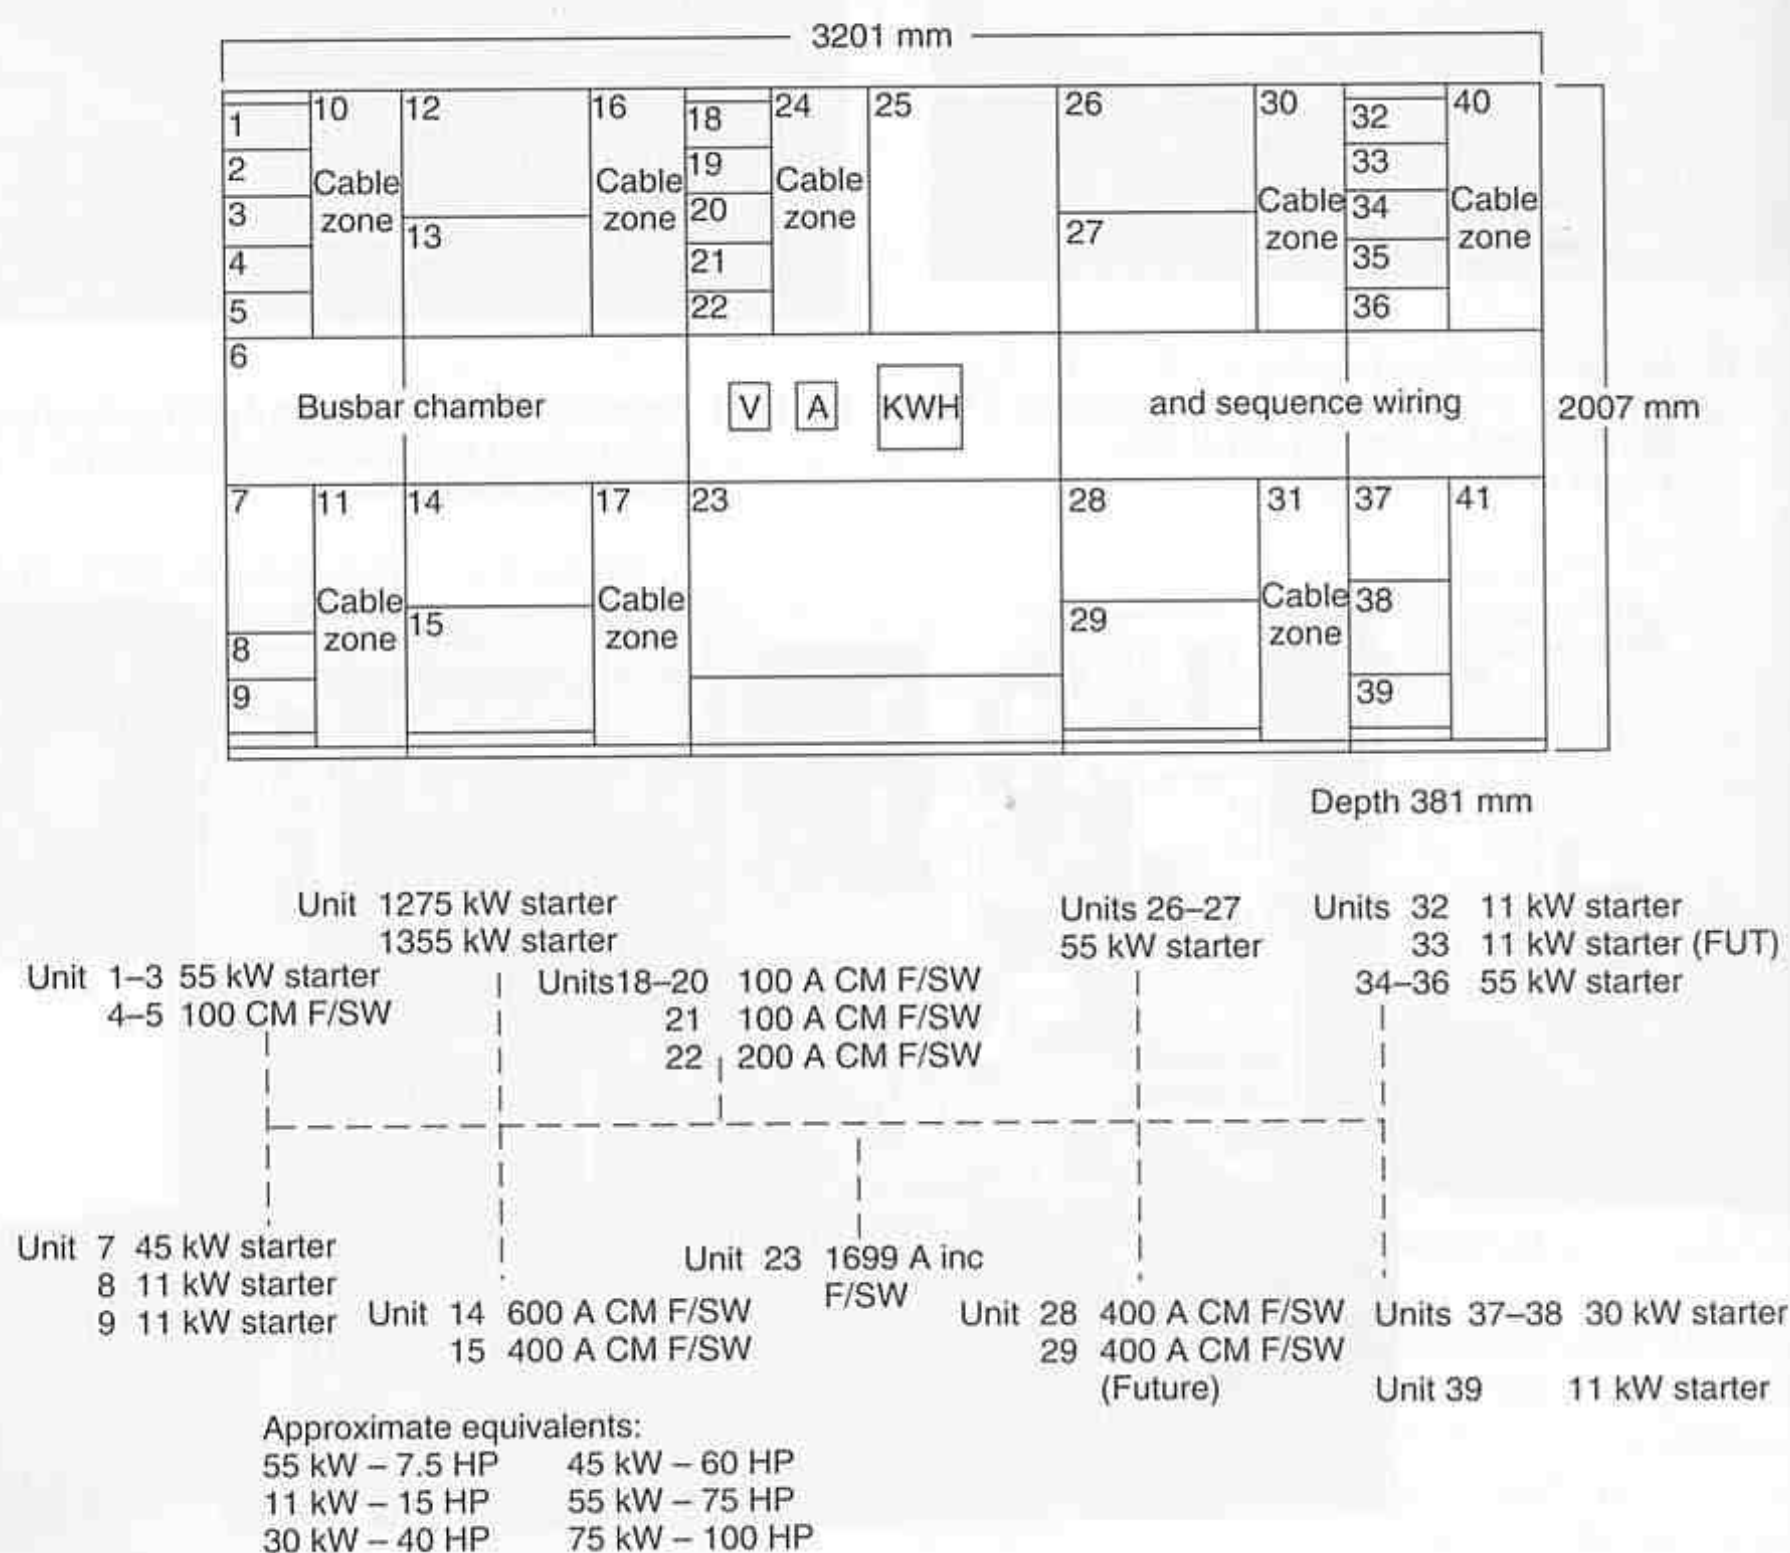 3201 mm
1
2
3
4
5
10
Cable
zone
12
13
16
Cable
zone
18
19
20
21
22
24
Cable
zone
25
26
27
30
Cable
zone
32
33
34
35
36
40
Cable
zone
6
Busbar chamber
V
A
KWH
and sequence wiring
2007 mm
7
8
9
11
Cable
zone
14
15
17
Cable
zone
23
28
29
31
Cable
zone
37
38
39
41
Depth 381 mm
Unit 1275 kW starter
1355 kW starter
Unit 1–3 55 kW starter
4–5 100 CM F/SW
Units18–20 100 A CM F/SW
21 100 A CM F/SW
22 200 A CM F/SW
Units 26–27
55 kW starter
Units 32 11 kW starter
33 11 kW starter (FUT)
34–36 55 kW starter
Unit 7 45 kW starter
8 11 kW starter
9 11 kW starter
Unit 14 600 A CM F/SW
15 400 A CM F/SW
Unit 23 1699 A inc
F/SW
Unit 28 400 A CM F/SW
29 400 A CM F/SW
(Future)
Units 37–38 30 kW starter
Unit 39 11 kW starter
Approximate equivalents:
55 kW – 7.5 HP 45 kW – 60 HP
11 kW – 15 HP 55 kW – 75 HP
30 kW – 40 HP 75 kW – 100 HP